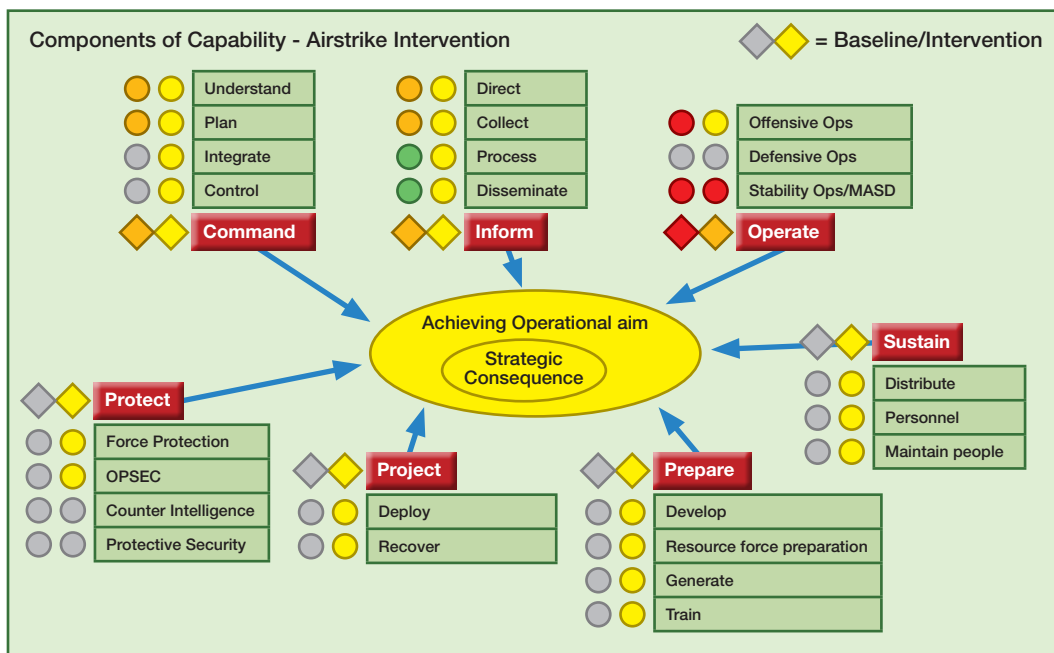 Components of Capability - Airstrike Intervention
= Baseline/Intervention
Understand
Plan
Integrate
Control
Command
Direct
Collect
Process
Disseminate
Inform
Offensive Ops
Defensive Ops
Stability Ops/MASD
Operate
Achieving Operational aim
Strategic
Consequence
Sustain
Distribute
Personnel
Maintain people
Protect
Force Protection
OPSEC
Counter Intelligence
Protective Security
Project
Deploy
Recover
Prepare
Develop
Resource force preparation
Generate
Train